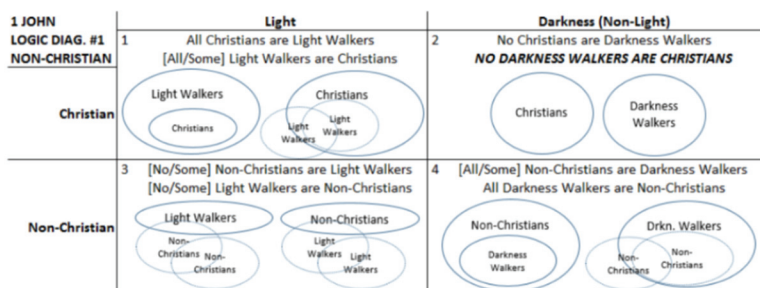 1 JOHN
LOGIC DIAG. #1
NON-CHRISTIAN
Light
Darkness (Non-Light)
Christian
1
All Christians are Light Walkers
[All/Some] Light Walkers are Christians
Light Walkers
Christians
Christians
Light
Walkers
Light
Walkers
2
No Christians are Darkness Walkers
NO DARKNESS WALKERS ARE CHRISTIANS
Christians
Darkness
Walkers
Non-Christian
3
[No/Some] Non-Christians are Light Walkers
[No/Some] Light Walkers are Non-Christians
Light Walkers
Non-
Christians
Non-
Christians
Non-Christians
Light
Walkers
Light
Walkers
4
[All/Some] Non-Christians are Darkness Walkers
All Darkness Walkers are Non-Christians
Non-Christians
Darkness
Walkers
Drkn. Walkers
Non-
Christians
Non-
Christians